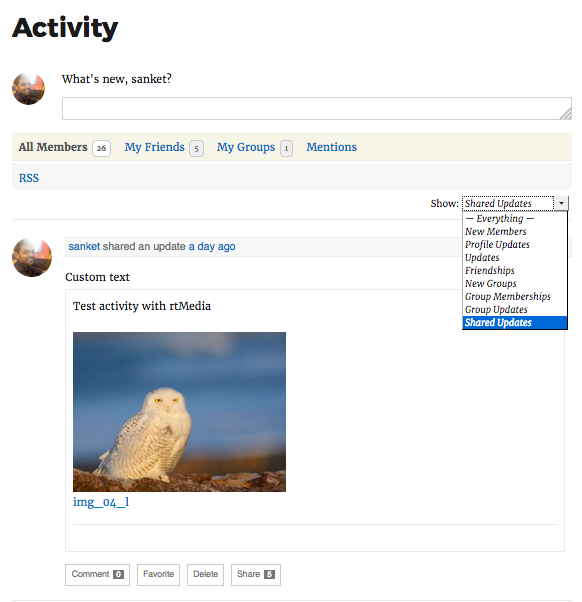 Activity
What's new, sanket?
All Members 26 My Friends 5 My Groups 1 Mentions
RSS
Show: Shared Updates
— Everything —
New Members
Profile Updates
Updates
Friendships
New Groups
Group Memberships
Group Updates
Shared Updates
sanket shared an update a day ago
Custom text
Test activity with rtMedia
img_04_l
Comment 0 Favorite Delete Share 5